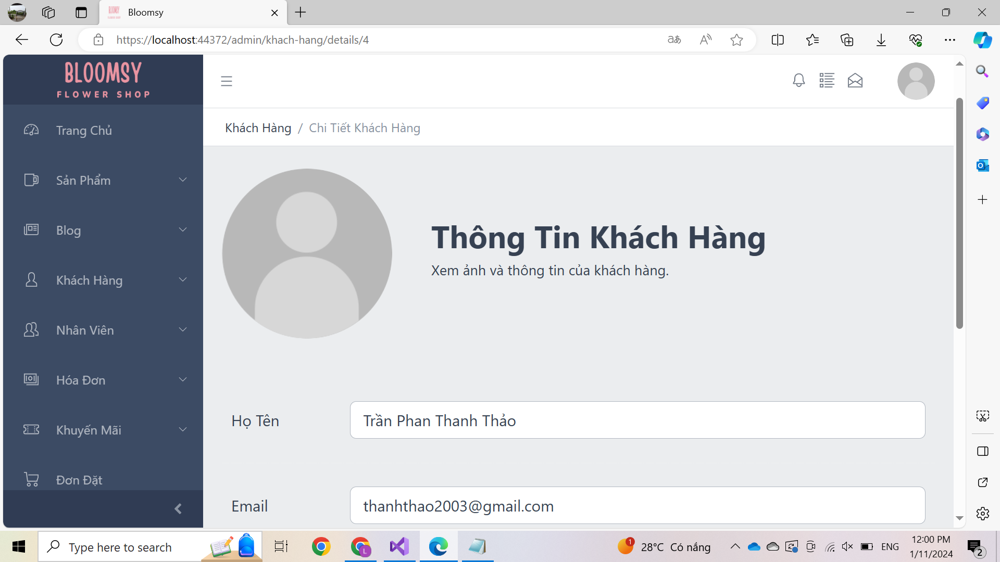 Bloomsy
https://localhost:44372/admin/khach-hang/details/4
BLOOMSY
FLOWER SHOP
Trang Chủ
Sản Phẩm
Blog
Khách Hàng
Nhân Viên
Hóa Đơn
Khuyến Mãi
Đơn Đặt
Khách Hàng / Chi Tiết Khách Hàng
Thông Tin Khách Hàng
Xem ảnh và thông tin của khách hàng.
Họ Tên
Trần Phan Thanh Thảo
Email
thanhthao2003@gmail.com
Type here to search
L
1
28°C Có nắng
ENG
12:00 PM
1/11/2024
2